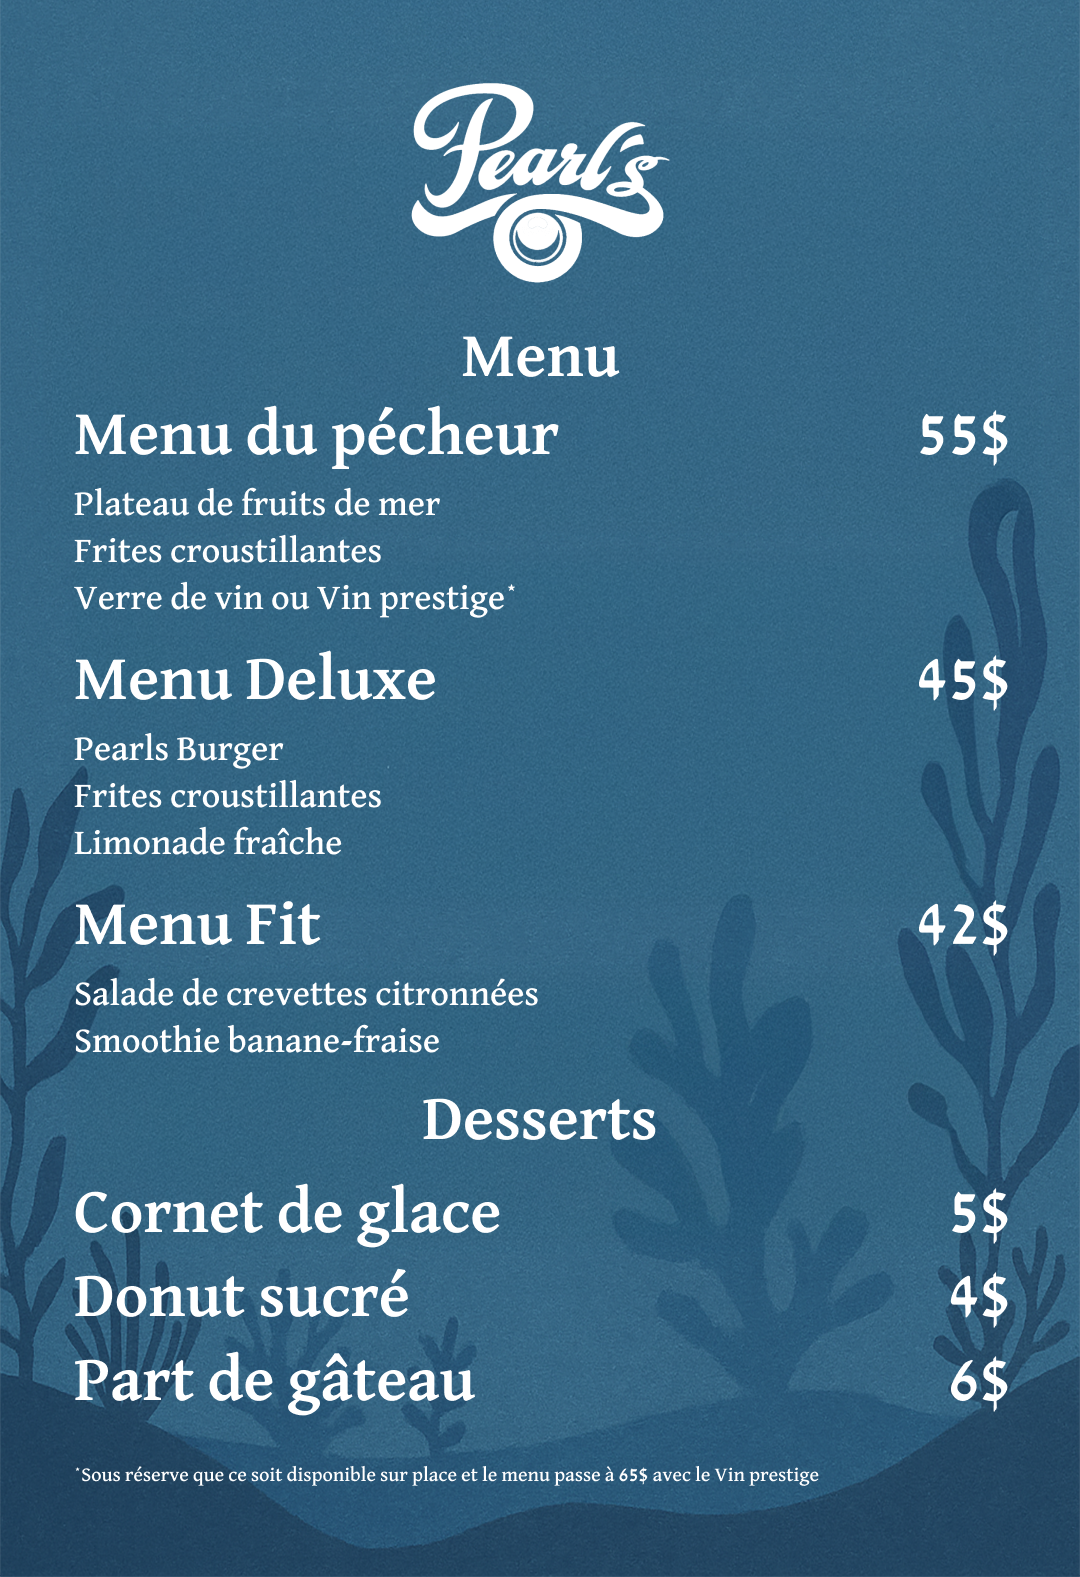 Pearl's
Menu
Menu du pécheur 55$
Plateau de fruits de mer
Frites croustillantes
Verre de vin ou Vin prestige*
Menu Deluxe 45$
Pearls Burger
Frites croustillantes
Limonade fraîche
Menu Fit 42$
Salade de crevettes citronnées
Smoothie banane-fraise
Desserts
Cornet de glace 5$
Donut sucré 4$
Part de gâteau 6$
*Sous réserve que ce soit disponible sur place et le menu passe à 65$ avec le Vin prestige